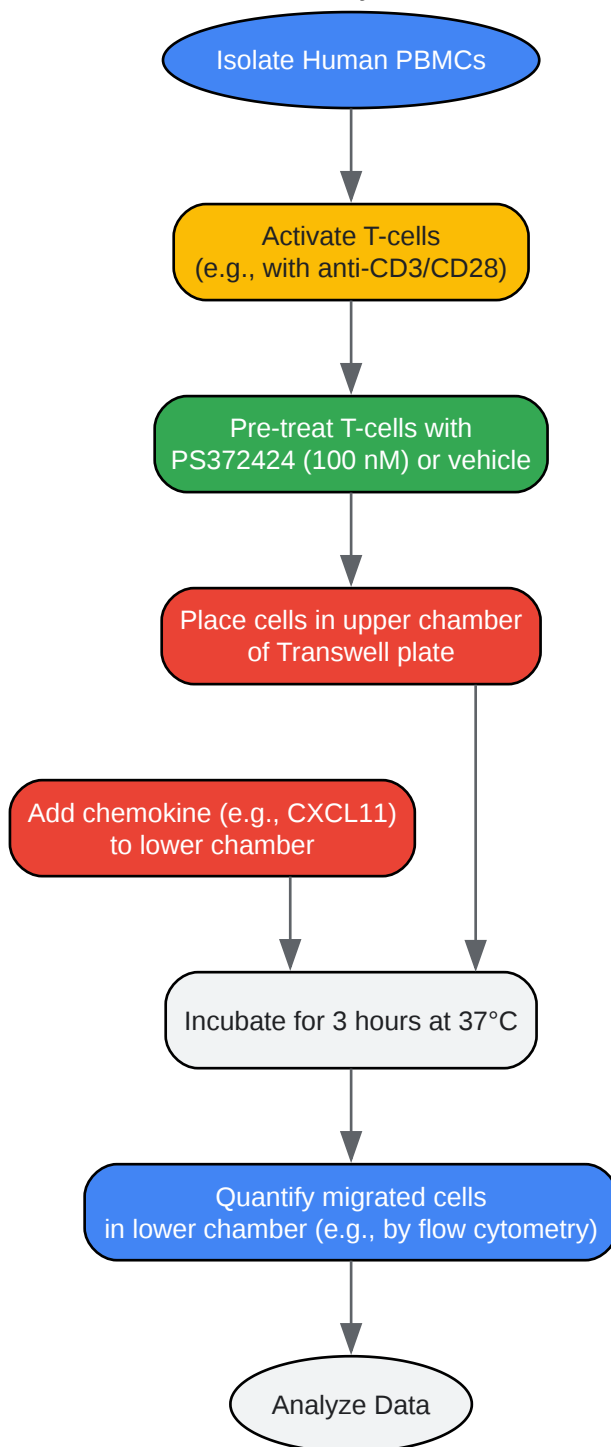 Isolate Human PBMCs
Activate T-cells
(e.g., with anti-CD3/CD28)
Pre-treat T-cells with
PS372424 (100 nM) or vehicle
Place cells in upper chamber
of Transwell plate
Add chemokine (e.g., CXCL11)
to lower chamber
Incubate for 3 hours at 37°C
Quantify migrated cells
in lower chamber (e.g., by flow cytometry)
Analyze Data